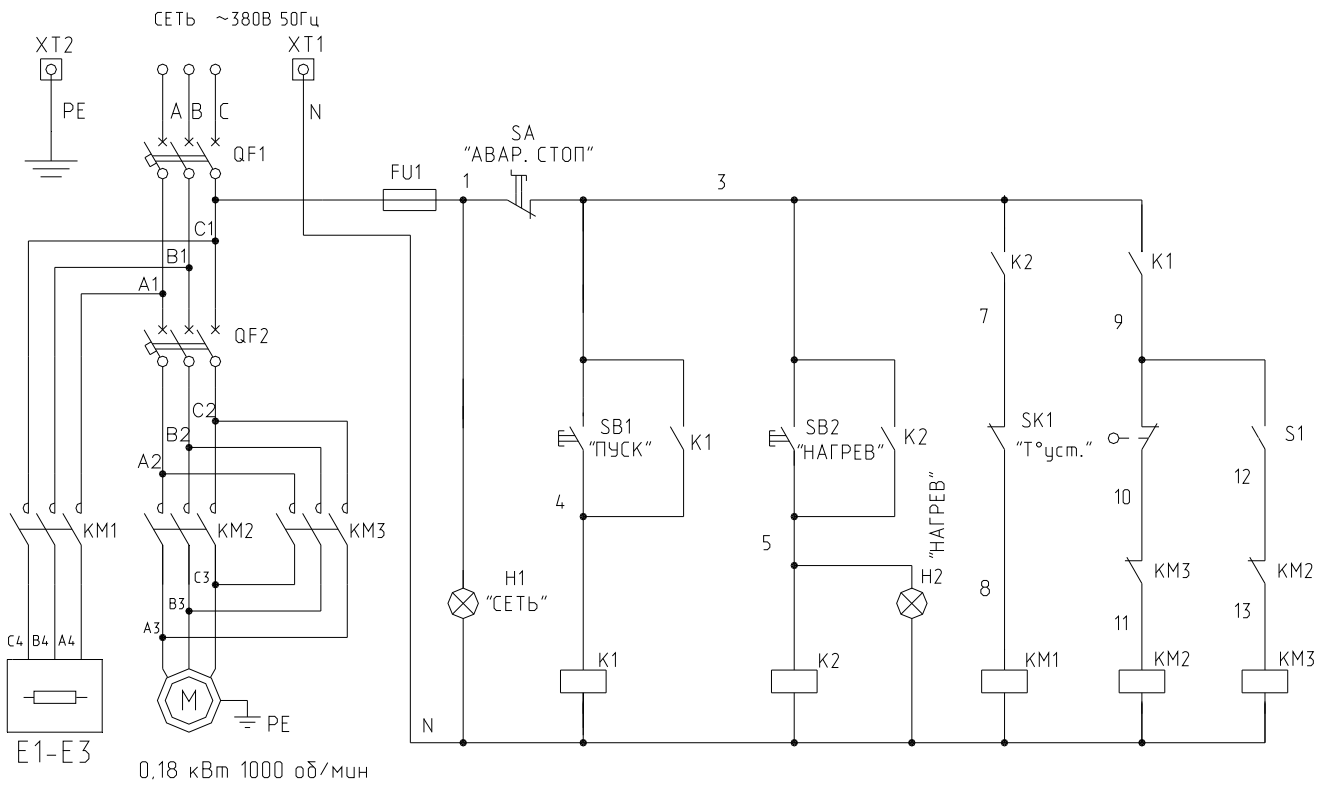 СЕТЬ ~380В 50Гц
XT2
XT1
PE
A
B
C
N
QF1
SA
"АВАР. СТОП"
FU1
1
3
C1
B1
A1
K2
K1
7
9
QF2
C2
B2
A2
SB1
"ПУСК"
K1
SB2
"НАГРЕВ"
K2
SK1
"Т°уст."
S1
4
5
"НАГРЕВ"
10
12
KM1
KM2
KM3
C3
B3
A3
H1
"СЕТЬ"
H2
8
KM3
KM2
11
13
C4
B4
A4
K1
K2
KM1
KM2
KM3
M
PE
N
E1-E3
0,18 кВт 1000 об/мин